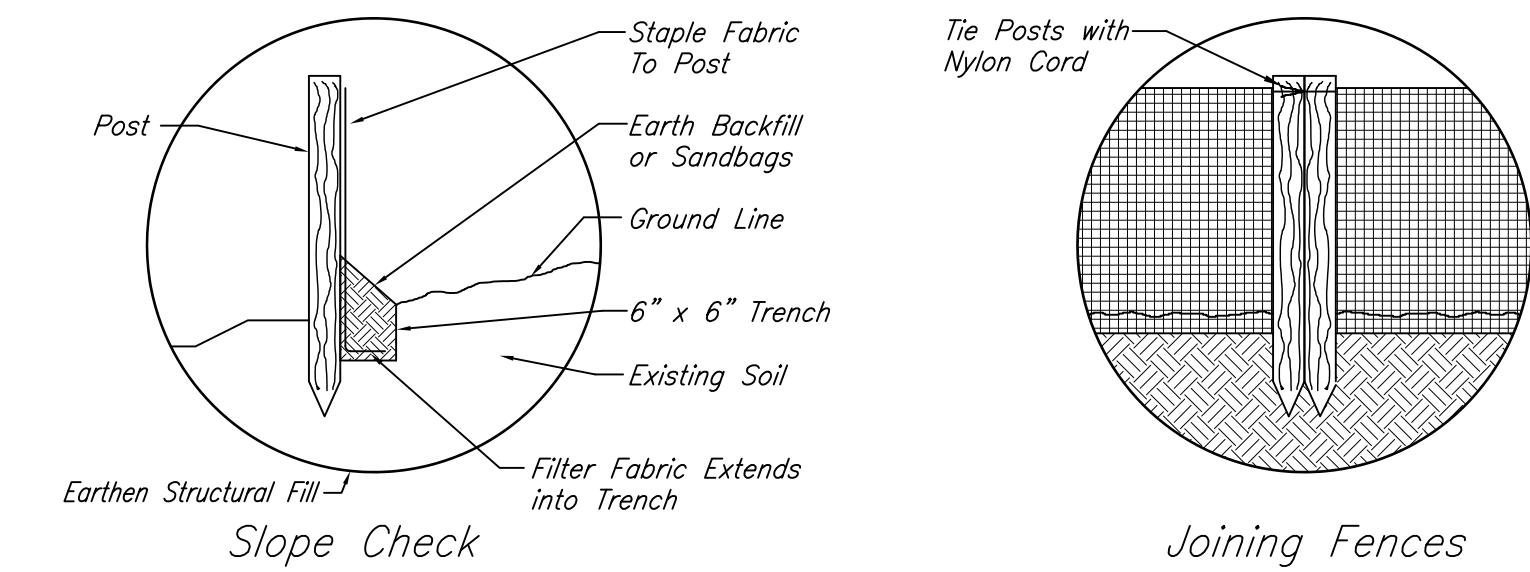 Staple Fabric
To Post
Post
Earth Backfill
or Sandbags
Ground Line
6" x 6" Trench
Existing Soil
Filter Fabric Extends
into Trench
Earthen Structural Fill
Slope Check
Tie Posts with
Nylon Cord
Joining Fences